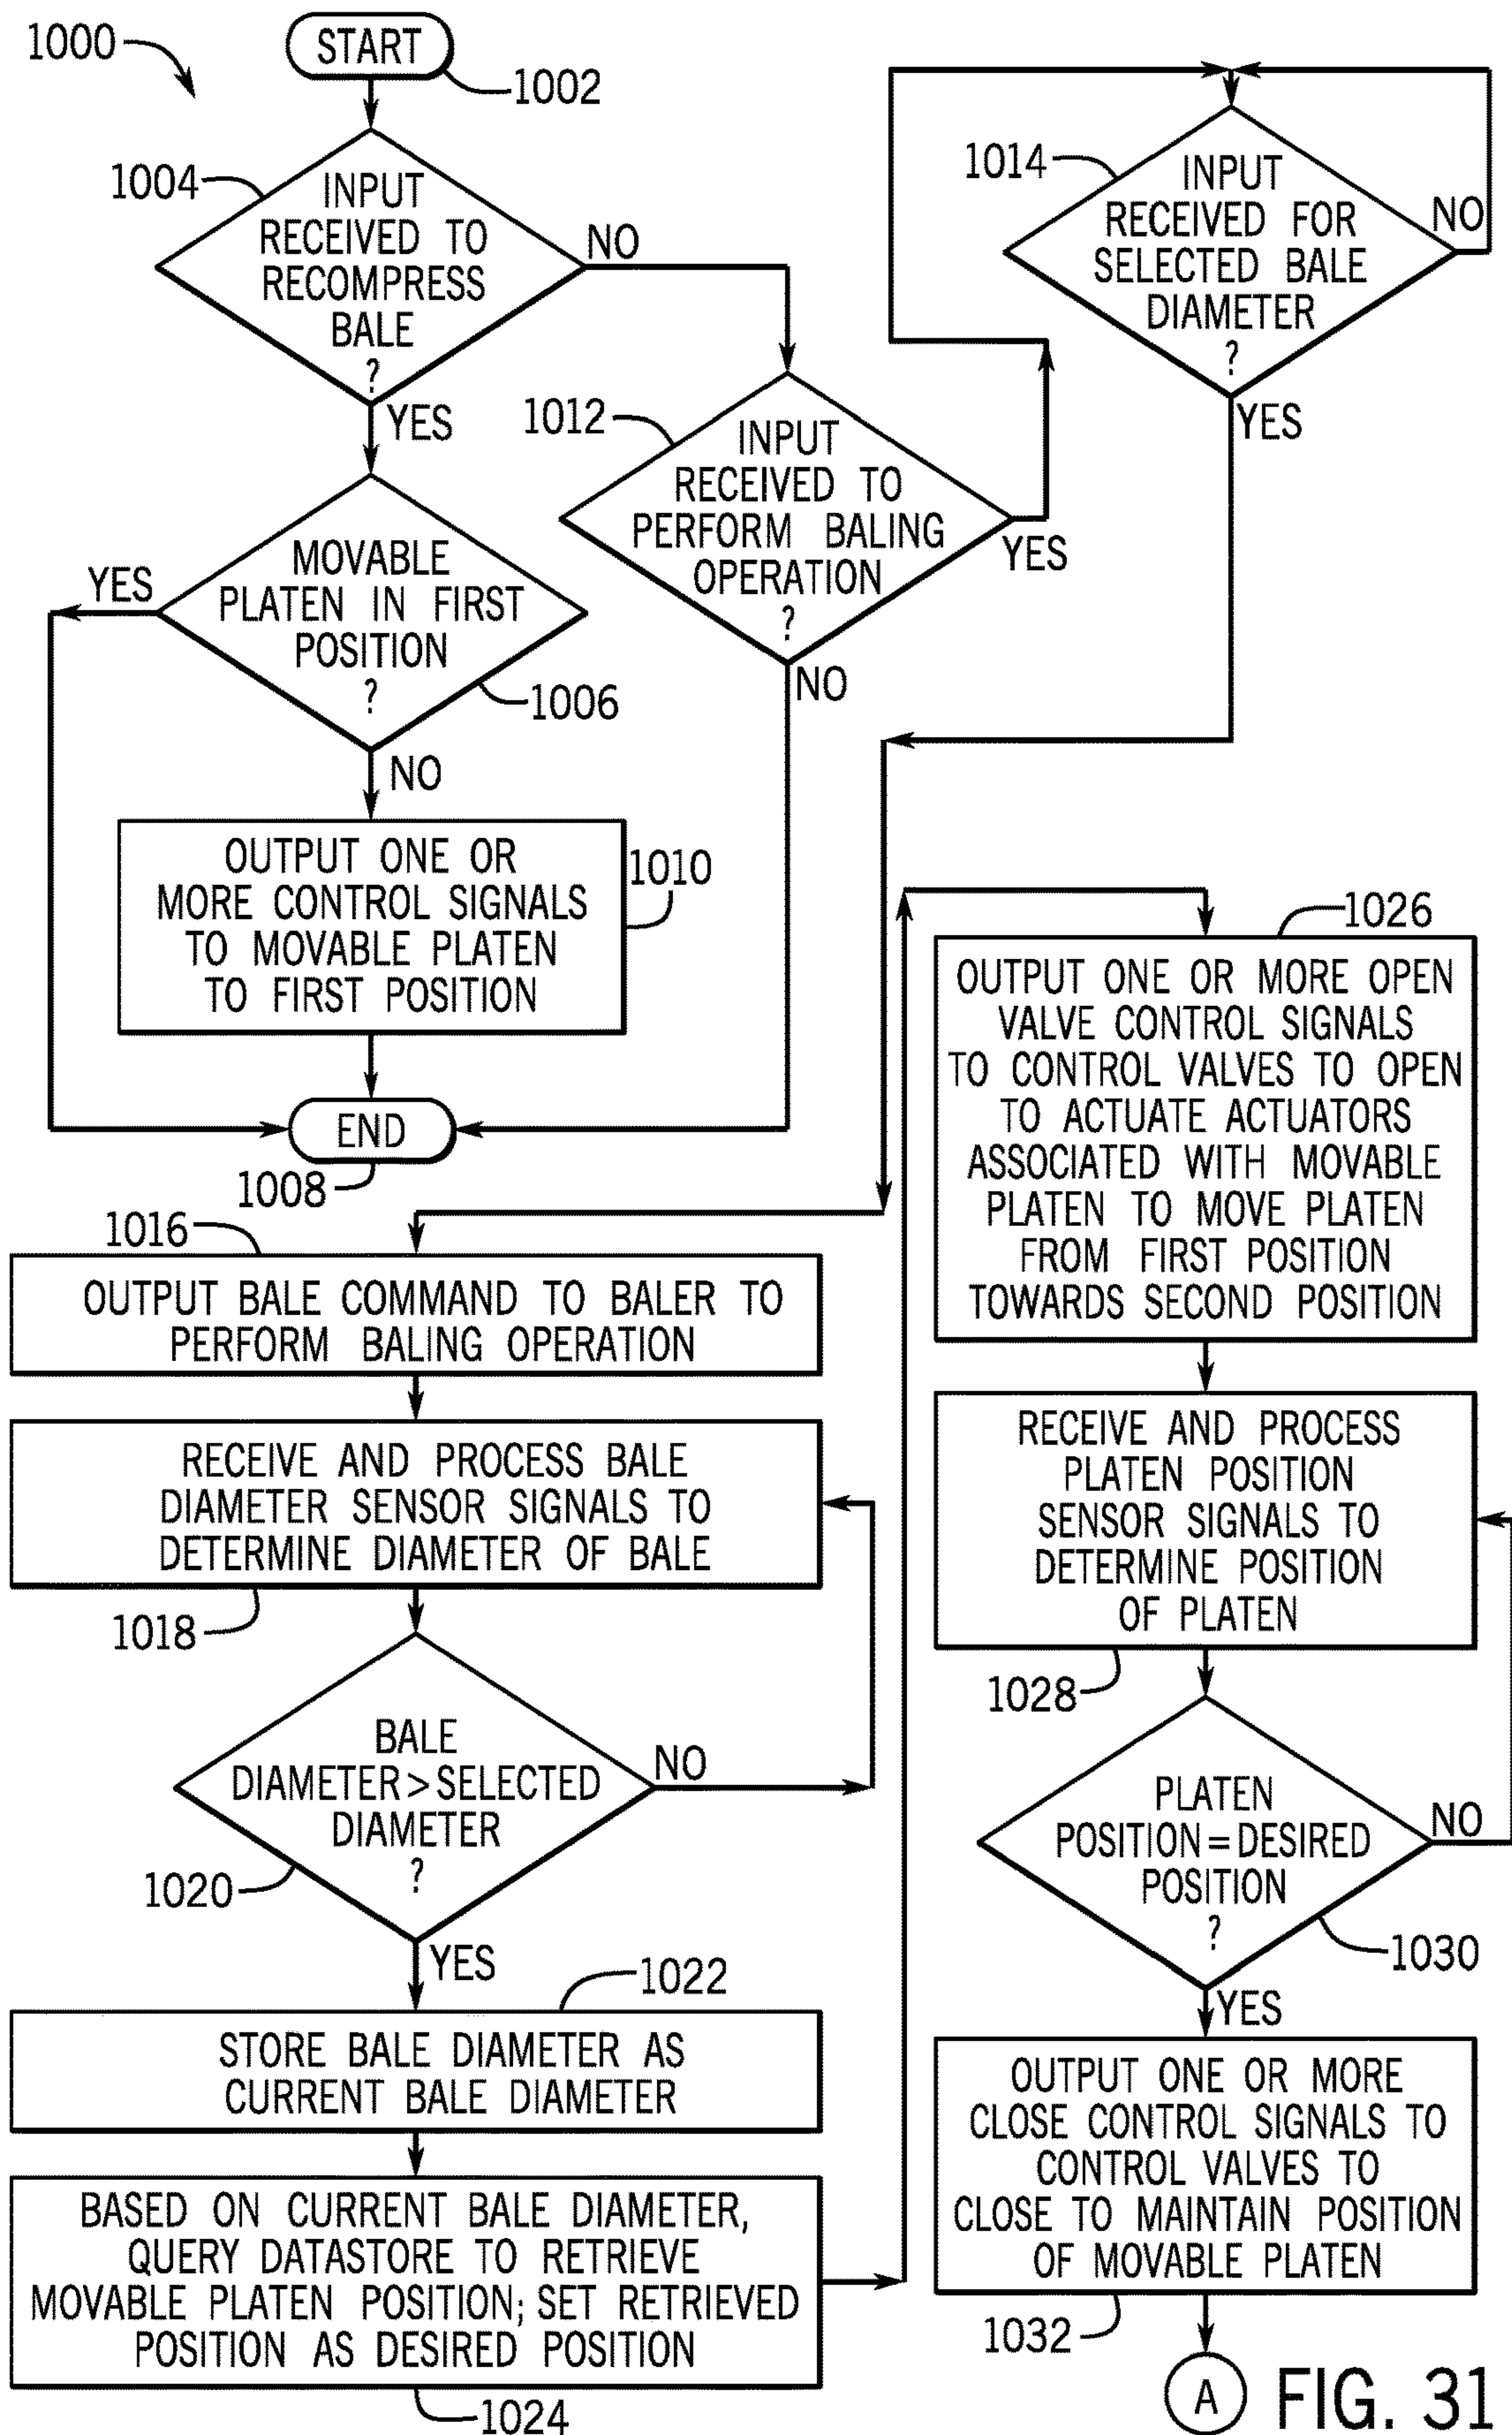 1000
START
1002
1004
INPUT
RECEIVED TO
RECOMPRESS
BALE
?
NO
YES
MOVABLE
PLATEN IN FIRST
POSITION
?
YES
1006
NO
OUTPUT ONE OR
MORE CONTROL SIGNALS
TO MOVABLE PLATEN
TO FIRST POSITION
1010
END
1008
1012
INPUT
RECEIVED TO
PERFORM BALING
OPERATION
?
YES
NO
1014
INPUT
RECEIVED FOR
SELECTED BALE
DIAMETER
?
NO
YES
1016
OUTPUT BALE COMMAND TO BALER TO
PERFORM BALING OPERATION
RECEIVE AND PROCESS BALE
DIAMETER SENSOR SIGNALS TO
DETERMINE DIAMETER OF BALE
1018
BALE
DIAMETER > SELECTED
DIAMETER
?
NO
1020
YES
1022
STORE BALE DIAMETER AS
CURRENT BALE DIAMETER
BASED ON CURRENT BALE DIAMETER,
QUERY DATASTORE TO RETRIEVE
MOVABLE PLATEN POSITION; SET RETRIEVED
POSITION AS DESIRED POSITION
1024
1026
OUTPUT ONE OR MORE OPEN
VALVE CONTROL SIGNALS
TO CONTROL VALVES TO OPEN
TO ACTUATE ACTUATORS
ASSOCIATED WITH MOVABLE
PLATEN TO MOVE PLATEN
FROM FIRST POSITION
TOWARDS SECOND POSITION
RECEIVE AND PROCESS
PLATEN POSITION
SENSOR SIGNALS TO
DETERMINE POSITION
OF PLATEN
1028
PLATEN
POSITION = DESIRED
POSITION
?
NO
1030
YES
OUTPUT ONE OR MORE
CLOSE CONTROL SIGNALS TO
CONTROL VALVES TO
CLOSE TO MAINTAIN POSITION
OF MOVABLE PLATEN
1032
A
FIG. 31